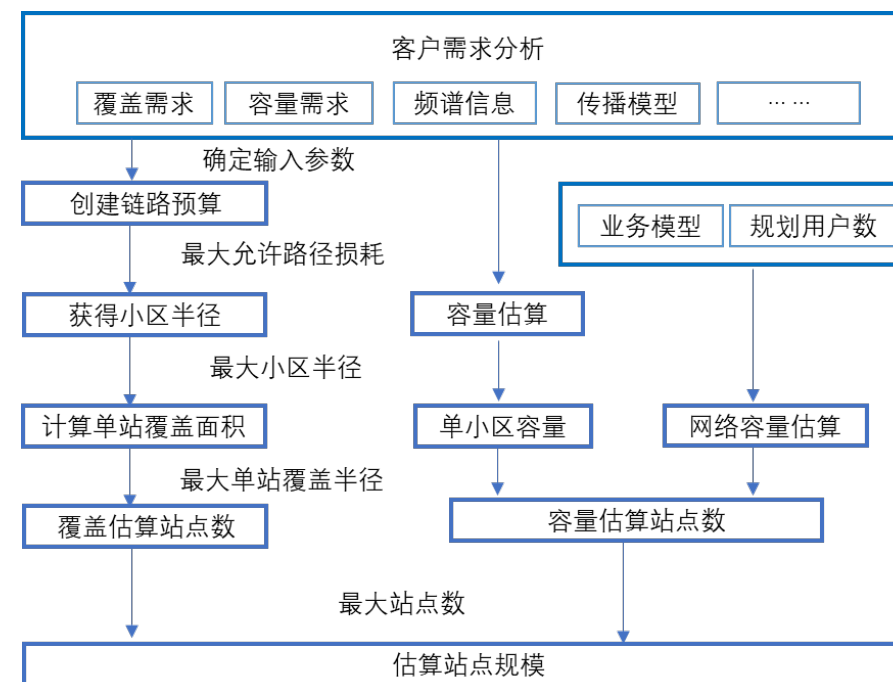 客户需求分析
覆盖需求 容量需求 频谱信息 传播模型 … …
确定输入参数
创建链路预算
业务模型 规划用户数
最大允许路径损耗
获得小区半径 容量估算
最大小区半径
计算单站覆盖面积 单小区容量 网络容量估算
最大单站覆盖半径
覆盖估算站点数 容量估算站点数
最大站点数
估算站点规模